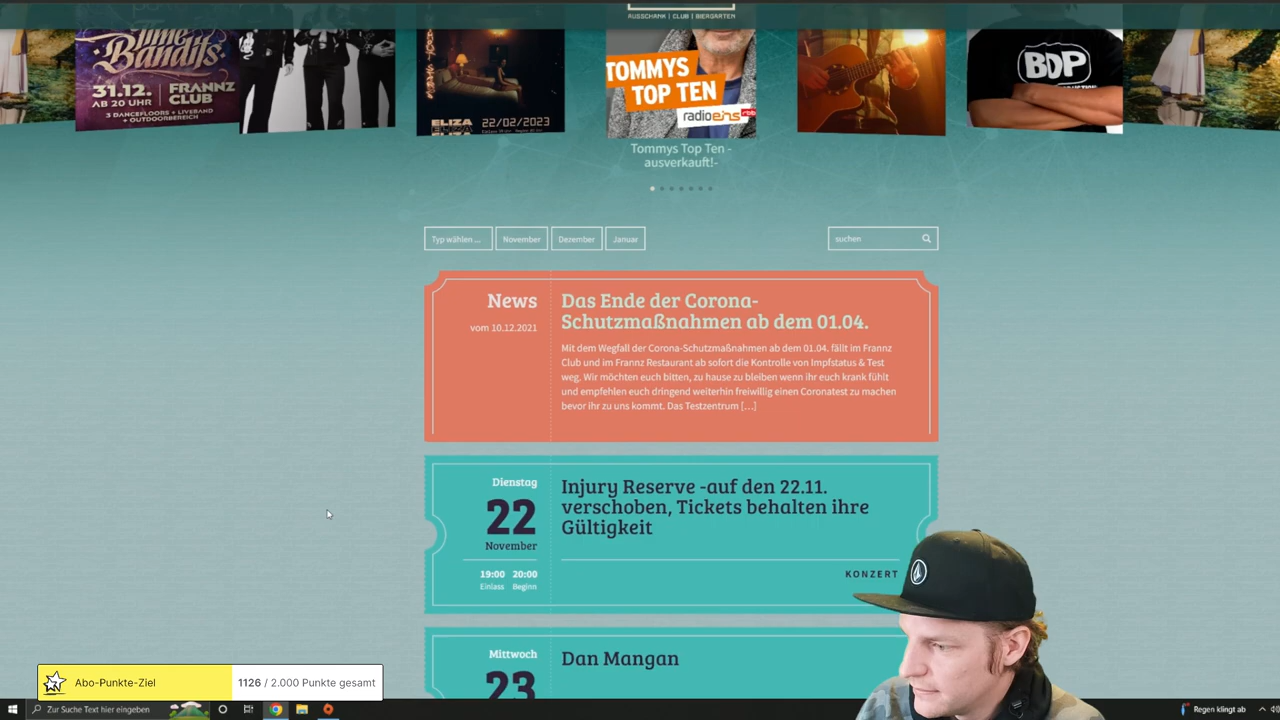 AUSSCHANK | CLUB | BIERGARTEN
Time
Bandits
31.12.
AB 20 UHR
FRANNZ
CLUB
3 DANCEFLOORS + LIVEBAND
+ OUTDOORBEREICH
ELIZA
22/02/2023
TOMMYS
TOP TEN
radioeins rbb
BDP
Tommys Top Ten -
ausverkauft!-
Typ wählen ...
November
Dezember
Januar
suchen
News
vom 10.12.2021
Das Ende der Corona-
Schutzmaßnahmen ab dem 01.04.
Mit dem Wegfall der Corona-Schutzmaßnahmen ab dem 01.04. fällt im Frannz
Club und im Frannz Restaurant ab sofort die Kontrolle von Impfstatus & Test
weg. Wir möchten euch bitten, zu hause zu bleiben wenn ihr euch krank fühlt
und empfehlen euch dringend weiterhin freiwillig einen Coronatest zu machen
bevor ihr zu uns kommt. Das Testzentrum […]
Dienstag
22
November
19:00 20:00
Einlass Beginn
Injury Reserve -auf den 22.11.
verschoben, Tickets behalten ihre
Gültigkeit
KONZERT
Mittwoch
23
Dan Mangan
Abo-Punkte-Ziel
1126 / 2.000 Punkte gesamt
Zur Suche Text hier eingeben
Regen klingt ab